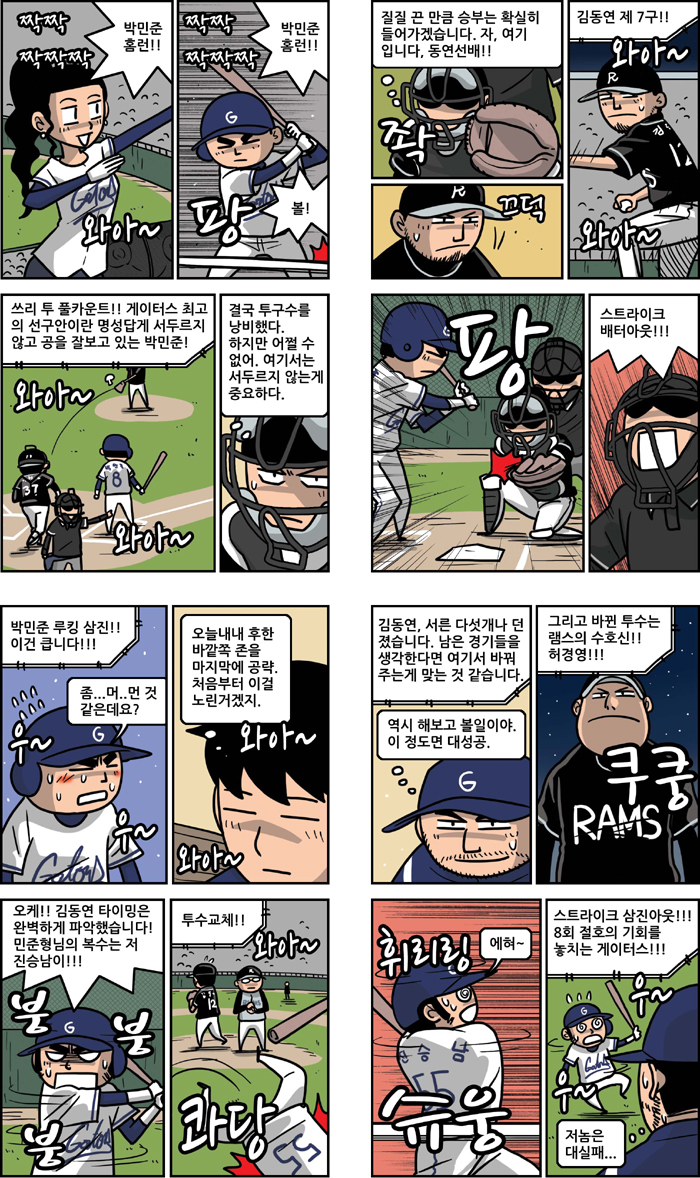 짝짝
짝짝짝
박민준
홈런!!
와아~
Gators
짝짝
짝짝짝
박민준
홈런!!
G
팡
볼!
쓰리 투 풀카운트!! 게이터스 최고
의 선구안이란 명성답게 서두르지
않고 공을 잘보고 있는 박민준!
와아~
37
8
와아~
결국 투구수를
낭비했다.
하지만 어쩔 수
없어. 여기서는
서두르지 않는게
중요하다.
질질 끈 만큼 승부는 확실히
들어가겠습니다. 자, 여기
입니다, 동연선배!!
좍
R
끄덕
김동연 제 7구!!
와아~
R
와아~
팡
스트라이크
배터아웃!!!
박민준 루킹 삼진!!
이건 큽니다!!!
좀...머..먼 것
같은데요?
우~
G
우~
Gators
오늘내내 후한
바깥쪽 존을
마지막에 공략.
처음부터 이걸
노린거겠지.
와아~
와아~
오케!! 김동연 타이밍은
완벽하게 파악했습니다!
민준형님의 복수는 저
진승남이!!!
붇
G
붇
붇
투수교체!!
와아~
12
콰당
55
김동연, 서른 다섯개나 던
졌습니다. 남은 경기들을
생각한다면 여기서 바꿔
주는게 맞는 것 같습니다.
역시 해보고 볼일이야.
이 정도면 대성공.
G
그리고 바뀐 투수는
램스의 수호신!!
허경영!!!
쿠쿵
RAMS
휘리링
에혀~
진승남
55
슈웅
스트라이크 삼진아웃!!!
8회 절호의 기회를
놓치는 게이터스!!!
우~
G
Gators
우~
저놈은
대실패...